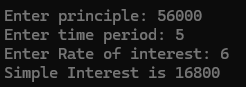 Enter principle: 56000
Enter time period: 5
Enter Rate of interest: 6
Simple Interest is 16800